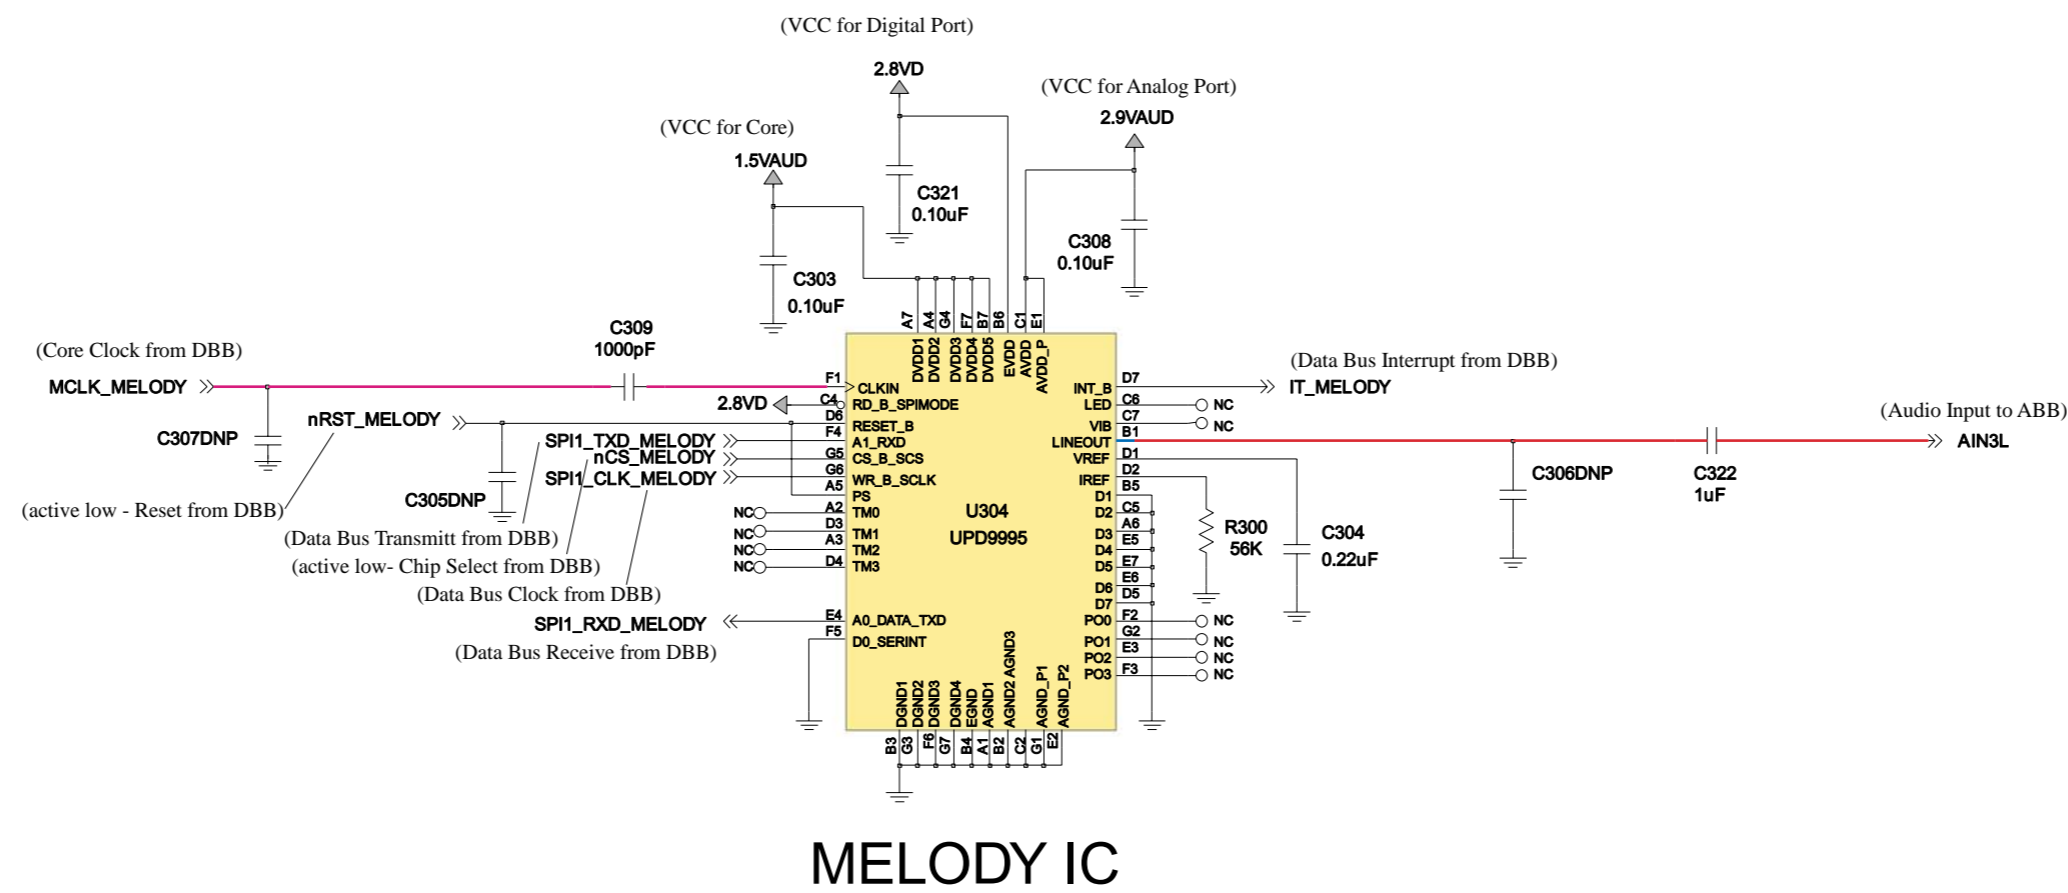 (VCC for Digital Port)
2.8VD
(VCC for Analog Port)
2.9VAUD
(VCC for Core)
1.5VAUD
C321
0.10uF
C308
0.10uF
C303
0.10uF
A7 A4 G4 F7 B7 B6 C1 E1
DVDD1 DVDD2 DVDD3 DVDD4 DVDD5 EVDD AVDD AVDD_P
C309
1000pF
(Core Clock from DBB)
MCLK_MELODY
F1 CLKIN
2.8VD
C4 RD_B_SPIMODE
nRST_MELODY
D6 RESET_B
C307DNP
SPI1_TXD_MELODY
F4 A1_RXD
nCS_MELODY
G5 CS_B_SCS
SPI1_CLK_MELODY
G6 WR_B_SCLK
A5 PS
C305DNP
(active low - Reset from DBB)
(Data Bus Transmitt from DBB)
(active low- Chip Select from DBB)
(Data Bus Clock from DBB)
NC A2 TM0
NC D3 TM1
NC A3 TM2
NC D4 TM3
SPI1_RXD_MELODY
E4 A0_DATA_TXD
F5 D0_SERINT
(Data Bus Receive from DBB)
U304
UPD9995
(Data Bus Interrupt from DBB)
INT_B D7 IT_MELODY
LED C6 NC
VIB C7 NC
LINEOUT B1
(Audio Input to ABB)
AIN3L
VREF D1
IREF D2
D1 B5
D2 C5
D3 A6
D4 E5
D5 E7
D6 E6
D7 D5
PO0 F2 NC
PO1 G2 NC
PO2 E3 NC
PO3 F3 NC
R300
56K
C304
0.22uF
C306DNP
C322
1uF
DGND1 DGND2 DGND3 DGND4 EGND AGND1 AGND2 AGND3 AGND_P1 AGND_P2
B3 G3 F6 G7 B4 A1 B2 C2 G1 E2
MELODY IC